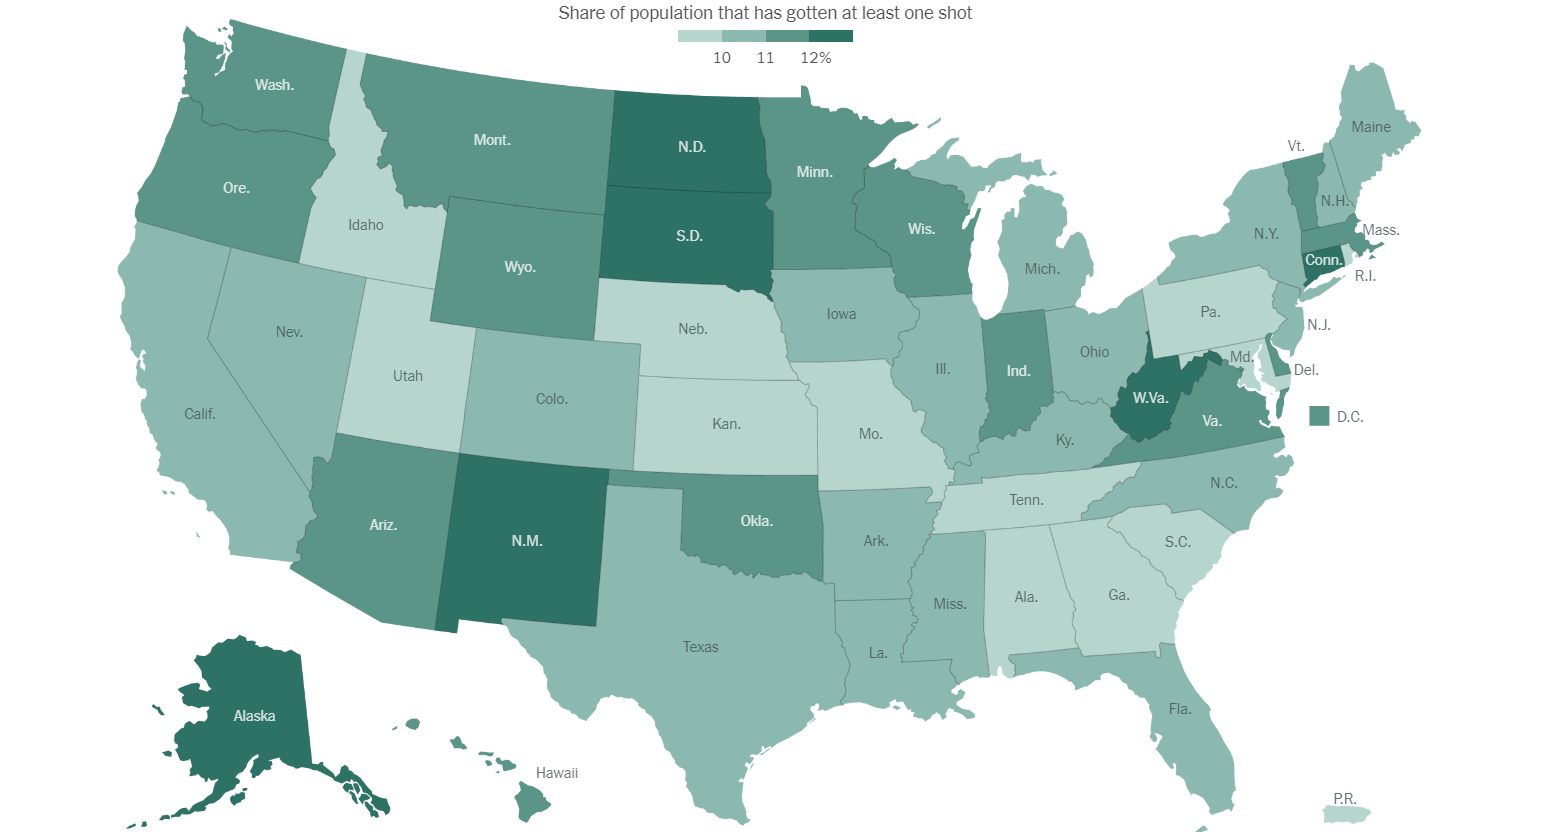 Share of population that has gotten at least one shot
10 11 12%
Wash.
Mont.
N.D.
Minn.
Maine
Vt.
Ore.
Idaho
S.D.
Wis.
N.H.
N.Y.
Mass.
Wyo.
Mich.
Conn.
R.I.
Nev.
Neb.
Iowa
Pa.
N.J.
Utah
Colo.
Ill.
Ind.
Ohio
Md.
Del.
Calif.
Kan.
Mo.
W.Va.
Va.
D.C.
Ky.
Ariz.
N.M.
Okla.
Ark.
Tenn.
N.C.
S.C.
Texas
La.
Miss.
Ala.
Ga.
Alaska
Hawaii
Fla.
P.R.